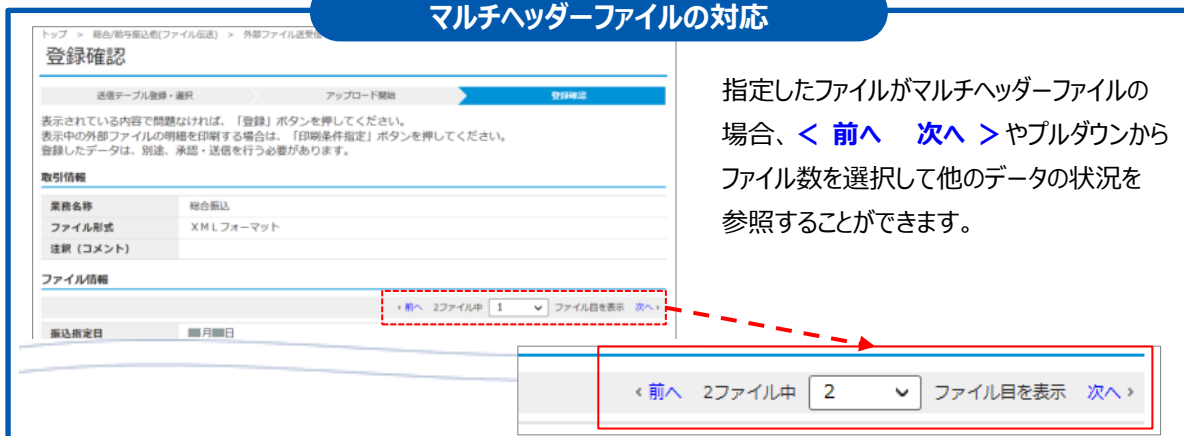 マルチヘッダーファイルの対応
トップ > 総合/給与振込他(ファイル伝送) > 外部ファイル送受信
登録確認
送信テーブル登録・選択 アップロード開始 登録確認
表示されている内容で問題なければ、「登録」ボタンを押してください。
表示中の外部ファイルの明細を印刷する場合は、「印刷条件指定」ボタンを押してください。
登録したデータは、別途、承認・送信を行う必要があります。
取引情報
業務名称 総合振込
ファイル形式 XMLフォーマット
注釈（コメント）
ファイル情報
‹ 前へ 2ファイル中 1 ファイル目を表示 次へ ›
振込指定日 月 日
指定したファイルがマルチヘッダーファイルの
場合、＜ 前へ 次へ ＞やプルダウンから
ファイル数を選択して他のデータの状況を
参照することができます。
‹ 前へ 2ファイル中 2 ファイル目を表示 次へ ›